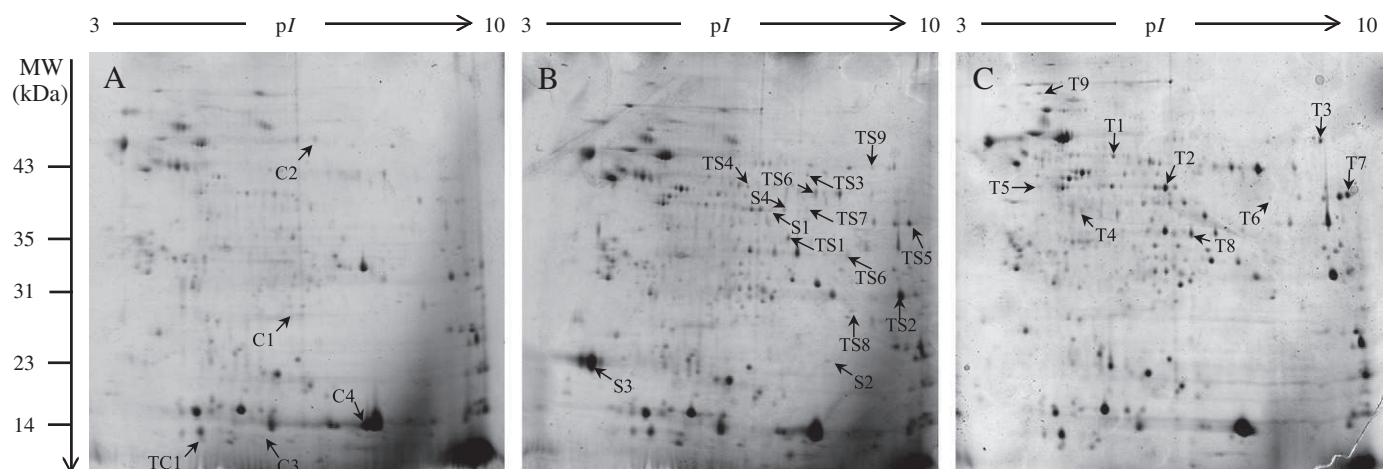 3 pI 10 3 pI 10 3 pI 10
MW
(kDa)
A
B
C
43
35
31
23
14
C2
C1
C4
TC1
C3
TS9
TS4
TS6
TS3
S4
S1
TS7
TS1
TS5
TS6
TS2
TS8
S3
S2
T9
T1
T3
T2
T7
T5
T6
T4
T8